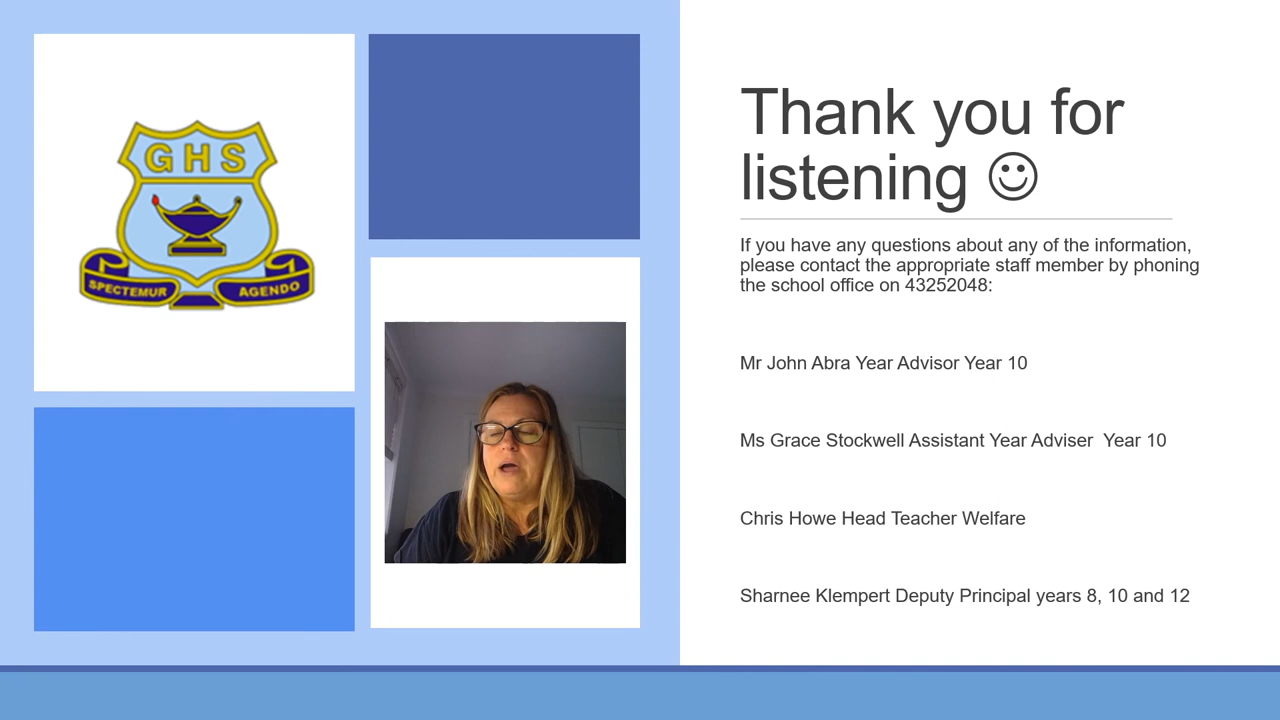 GHS
SPECTEMUR AGENDO
Thank you for
listening ☺
If you have any questions about any of the information,
please contact the appropriate staff member by phoning
the school office on 43252048:
Mr John Abra Year Advisor Year 10
Ms Grace Stockwell Assistant Year Adviser  Year 10
Chris Howe Head Teacher Welfare
Sharnee Klempert Deputy Principal years 8, 10 and 12